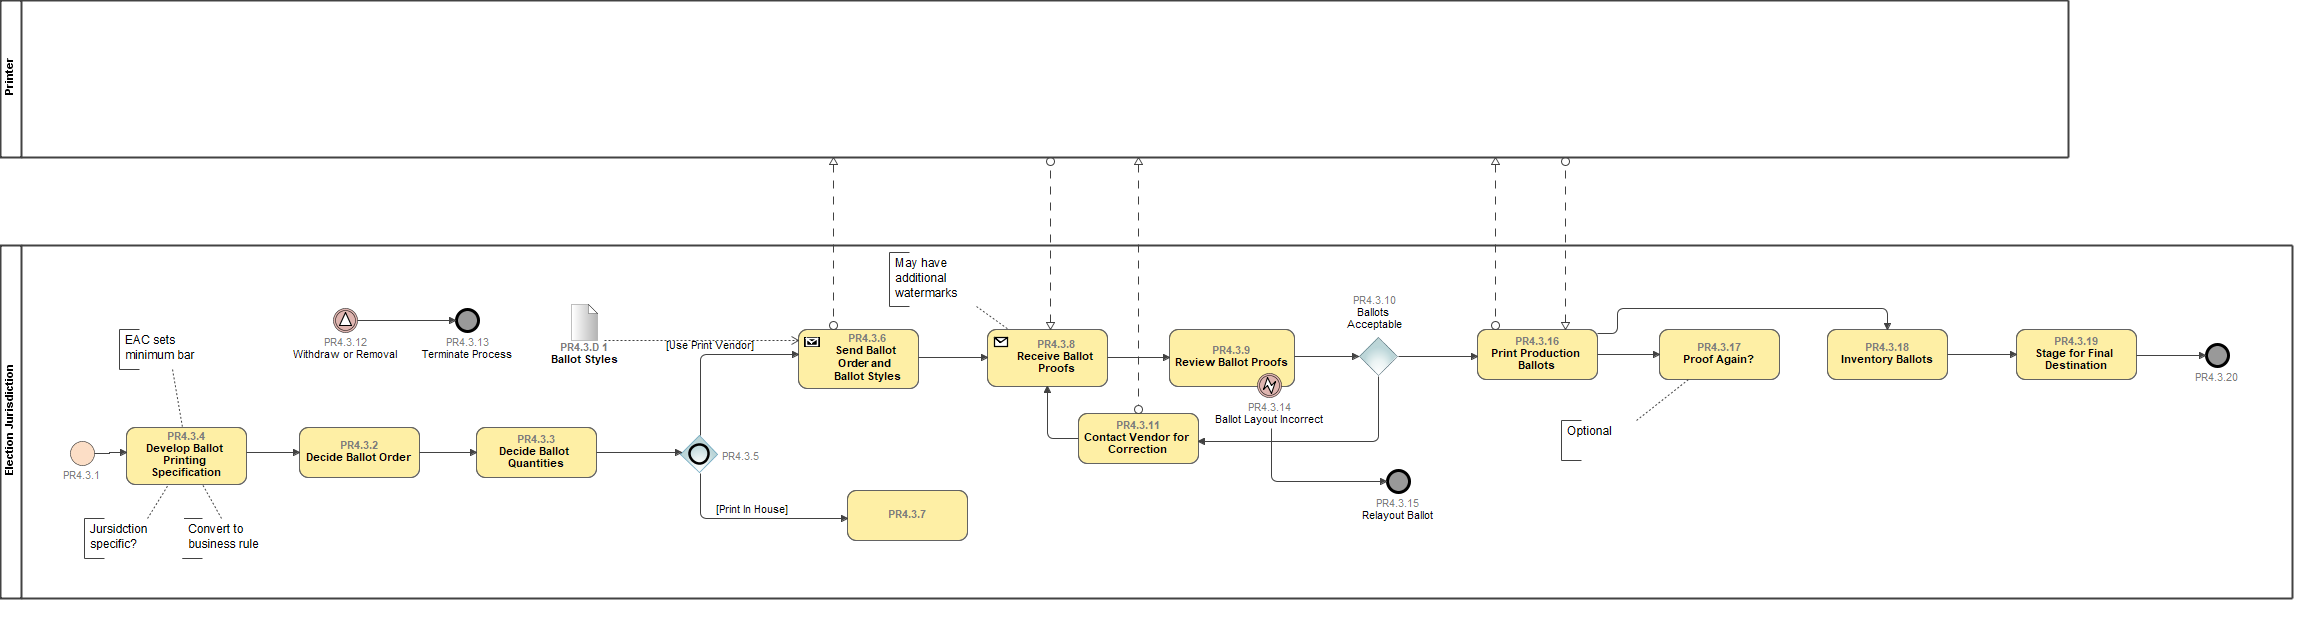 Printer
Election Jurisdiction
May have
additional
watermarks
PR4.3.10
Ballots
Acceptable
EAC sets
minimum bar
PR4.3.12
Withdraw or Removal
PR4.3.13
Terminate Process
PR4.3.D 1
Ballot Styles
[Use Print Vendor]
PR4.3.6
Send Ballot
Order and
Ballot Styles
PR4.3.8
Receive Ballot
Proofs
PR4.3.9
Review Ballot Proofs
PR4.3.14
Ballot Layout Incorrect
PR4.3.16
Print Production
Ballots
PR4.3.17
Proof Again?
PR4.3.18
Inventory Ballots
PR4.3.19
Stage for Final
Destination
PR4.3.20
PR4.3.11
Contact Vendor for
Correction
Optional
PR4.3.1
PR4.3.4
Develop Ballot
Printing
Specification
PR4.3.2
Decide Ballot Order
PR4.3.3
Decide Ballot
Quantities
PR4.3.5
PR4.3.15
Relayout Ballot
[Print In House]
PR4.3.7
Jursidction
specific?
Convert to
business rule